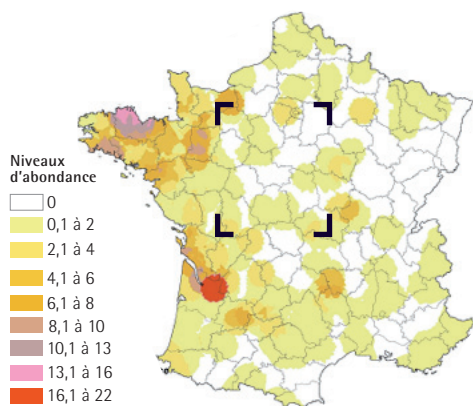 Niveaux
d'abondance
0
0,1 à 2
2,1 à 4
4,1 à 6
6,1 à 8
8,1 à 10
10,1 à 13
13,1 à 16
16,1 à 22